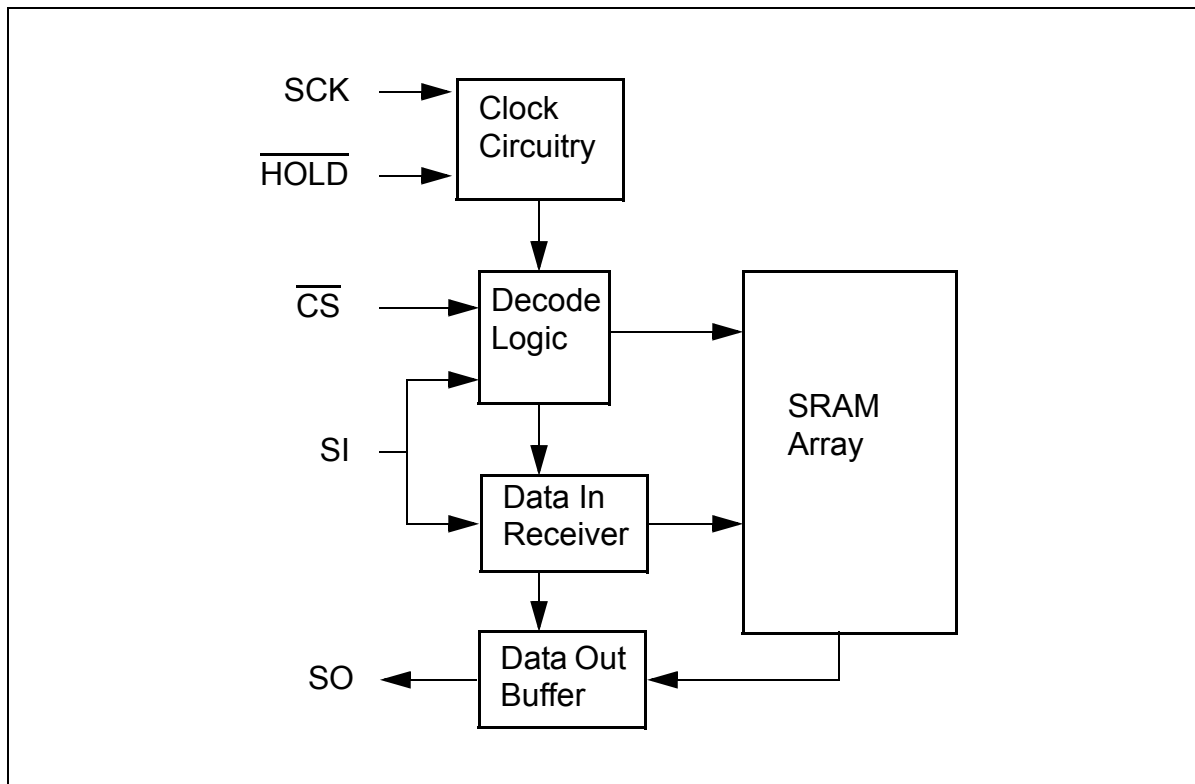 SCK
Clock
Circuitry
HOLD
CS
Decode
Logic
SRAM
Array
SI
Data In
Receiver
Data Out
Buffer
SO